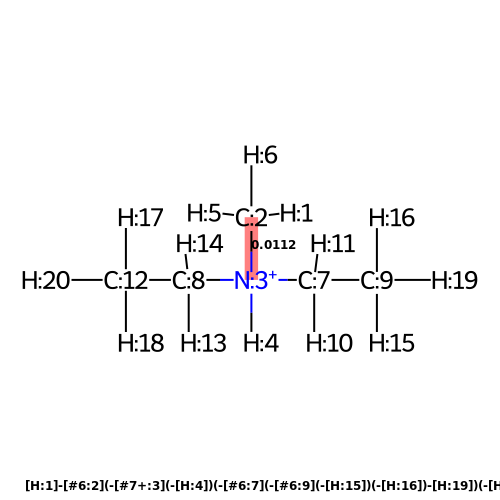 H:6
H:17 H:5 C:2 H:1 H:16
H:14 0.0112 H:11
H:20 C:12 C:8 N:3+ C:7 C:9 H:19
H:18 H:13 H:4 H:10 H:15
[H:1]-[#6:2](-[#7+:3](-[H:4])(-[#6:7](-[#6:9](-[H:15])(-[H:16])-[H:19])(-[H